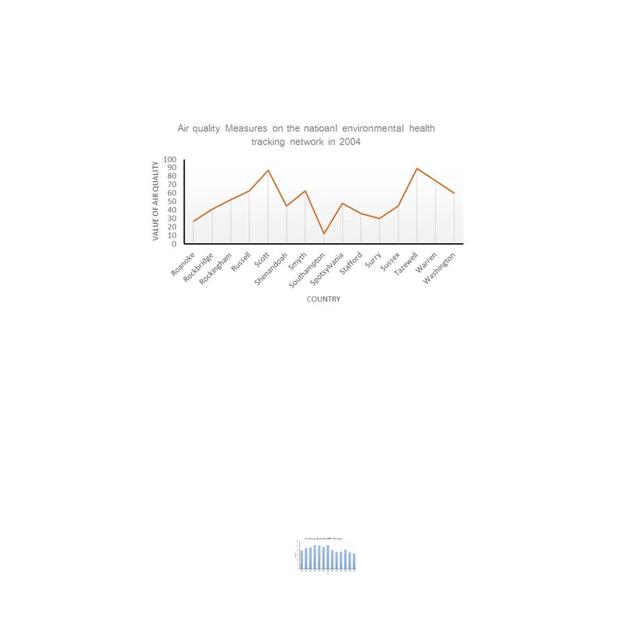 Air quality Measures on the natioanl environmental health
tracking network in 2004
VALUE OF AIR QUALITY
100
90
80
70
60
50
40
30
20
10
0
Roanoke
Rockbridge
Rockingham
Russell
Scott
Shenandoah
Smyth
Southampton
Spotsylvania
Stafford
Surry
Sussex
Tazewell
Warren
Washington
COUNTRY